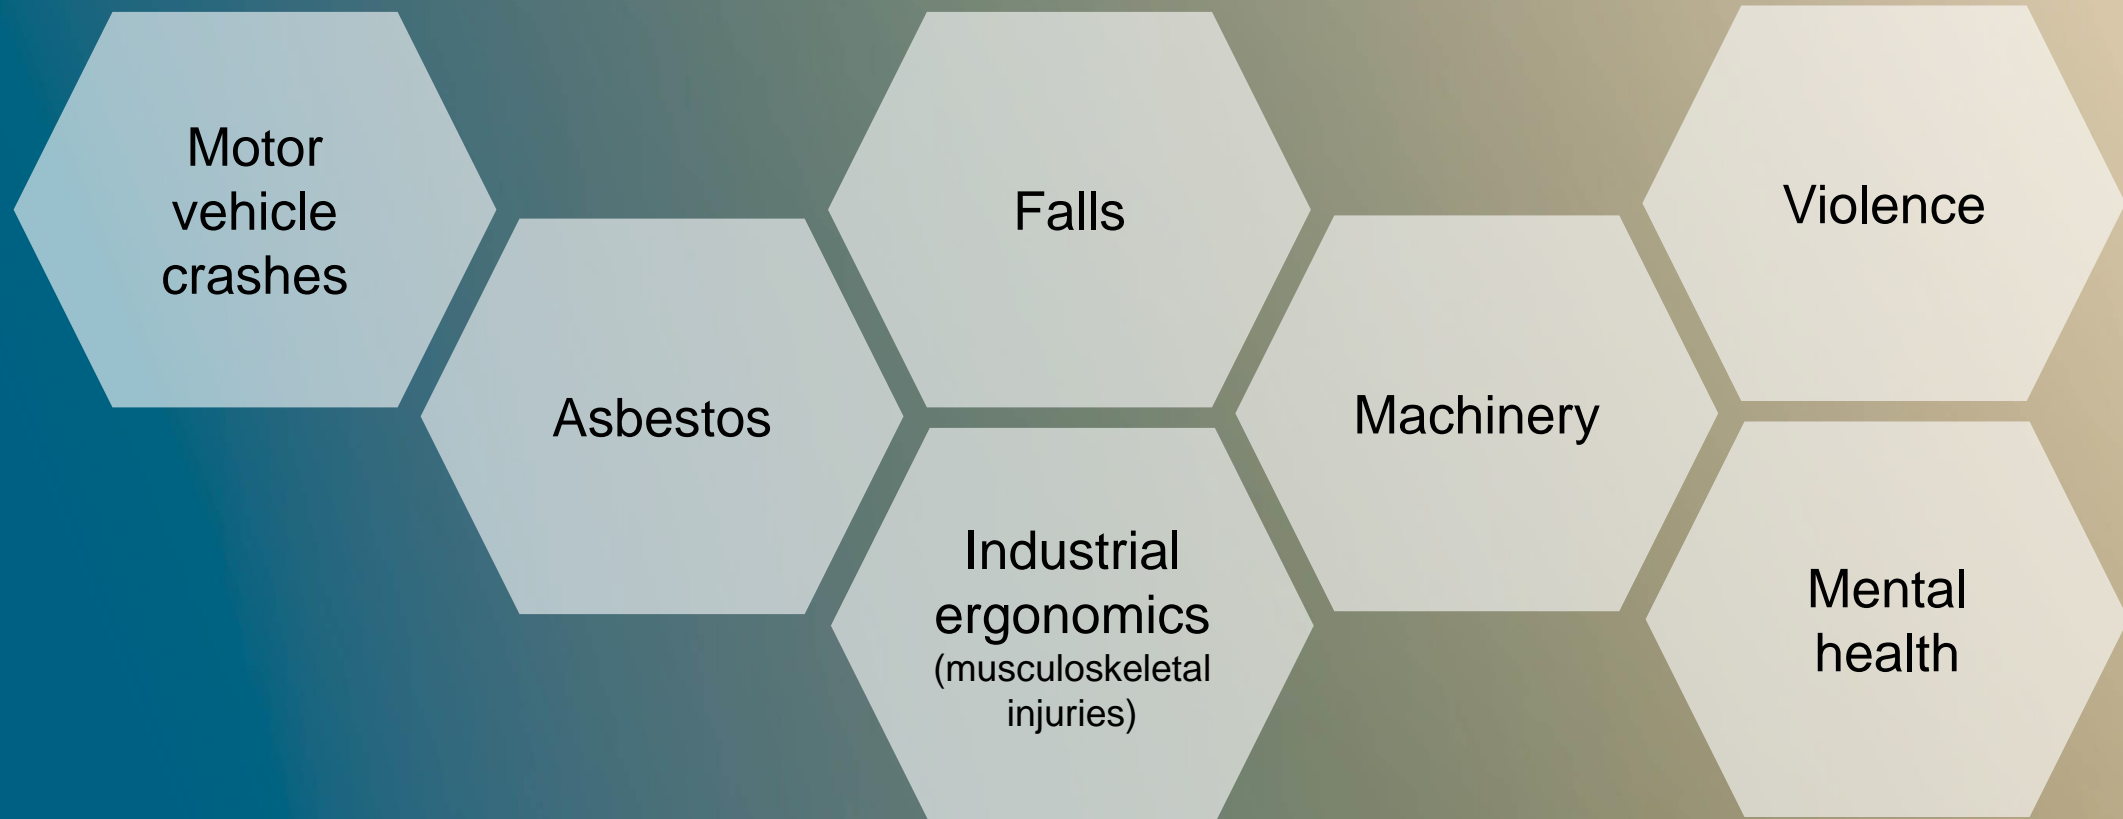 Motor
vehicle
crashes
Asbestos
Falls
Industrial
ergonomics
(musculoskeletal
injuries)
Machinery
Violence
Mental
health